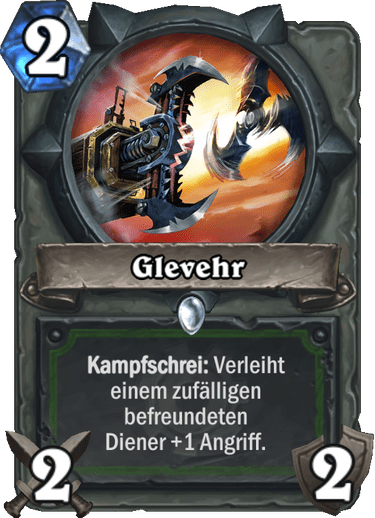 2
Glevehr
Kampfschrei: Verleiht
einem zufälligen
befreundeten
Diener +1 Angriff.
2 2